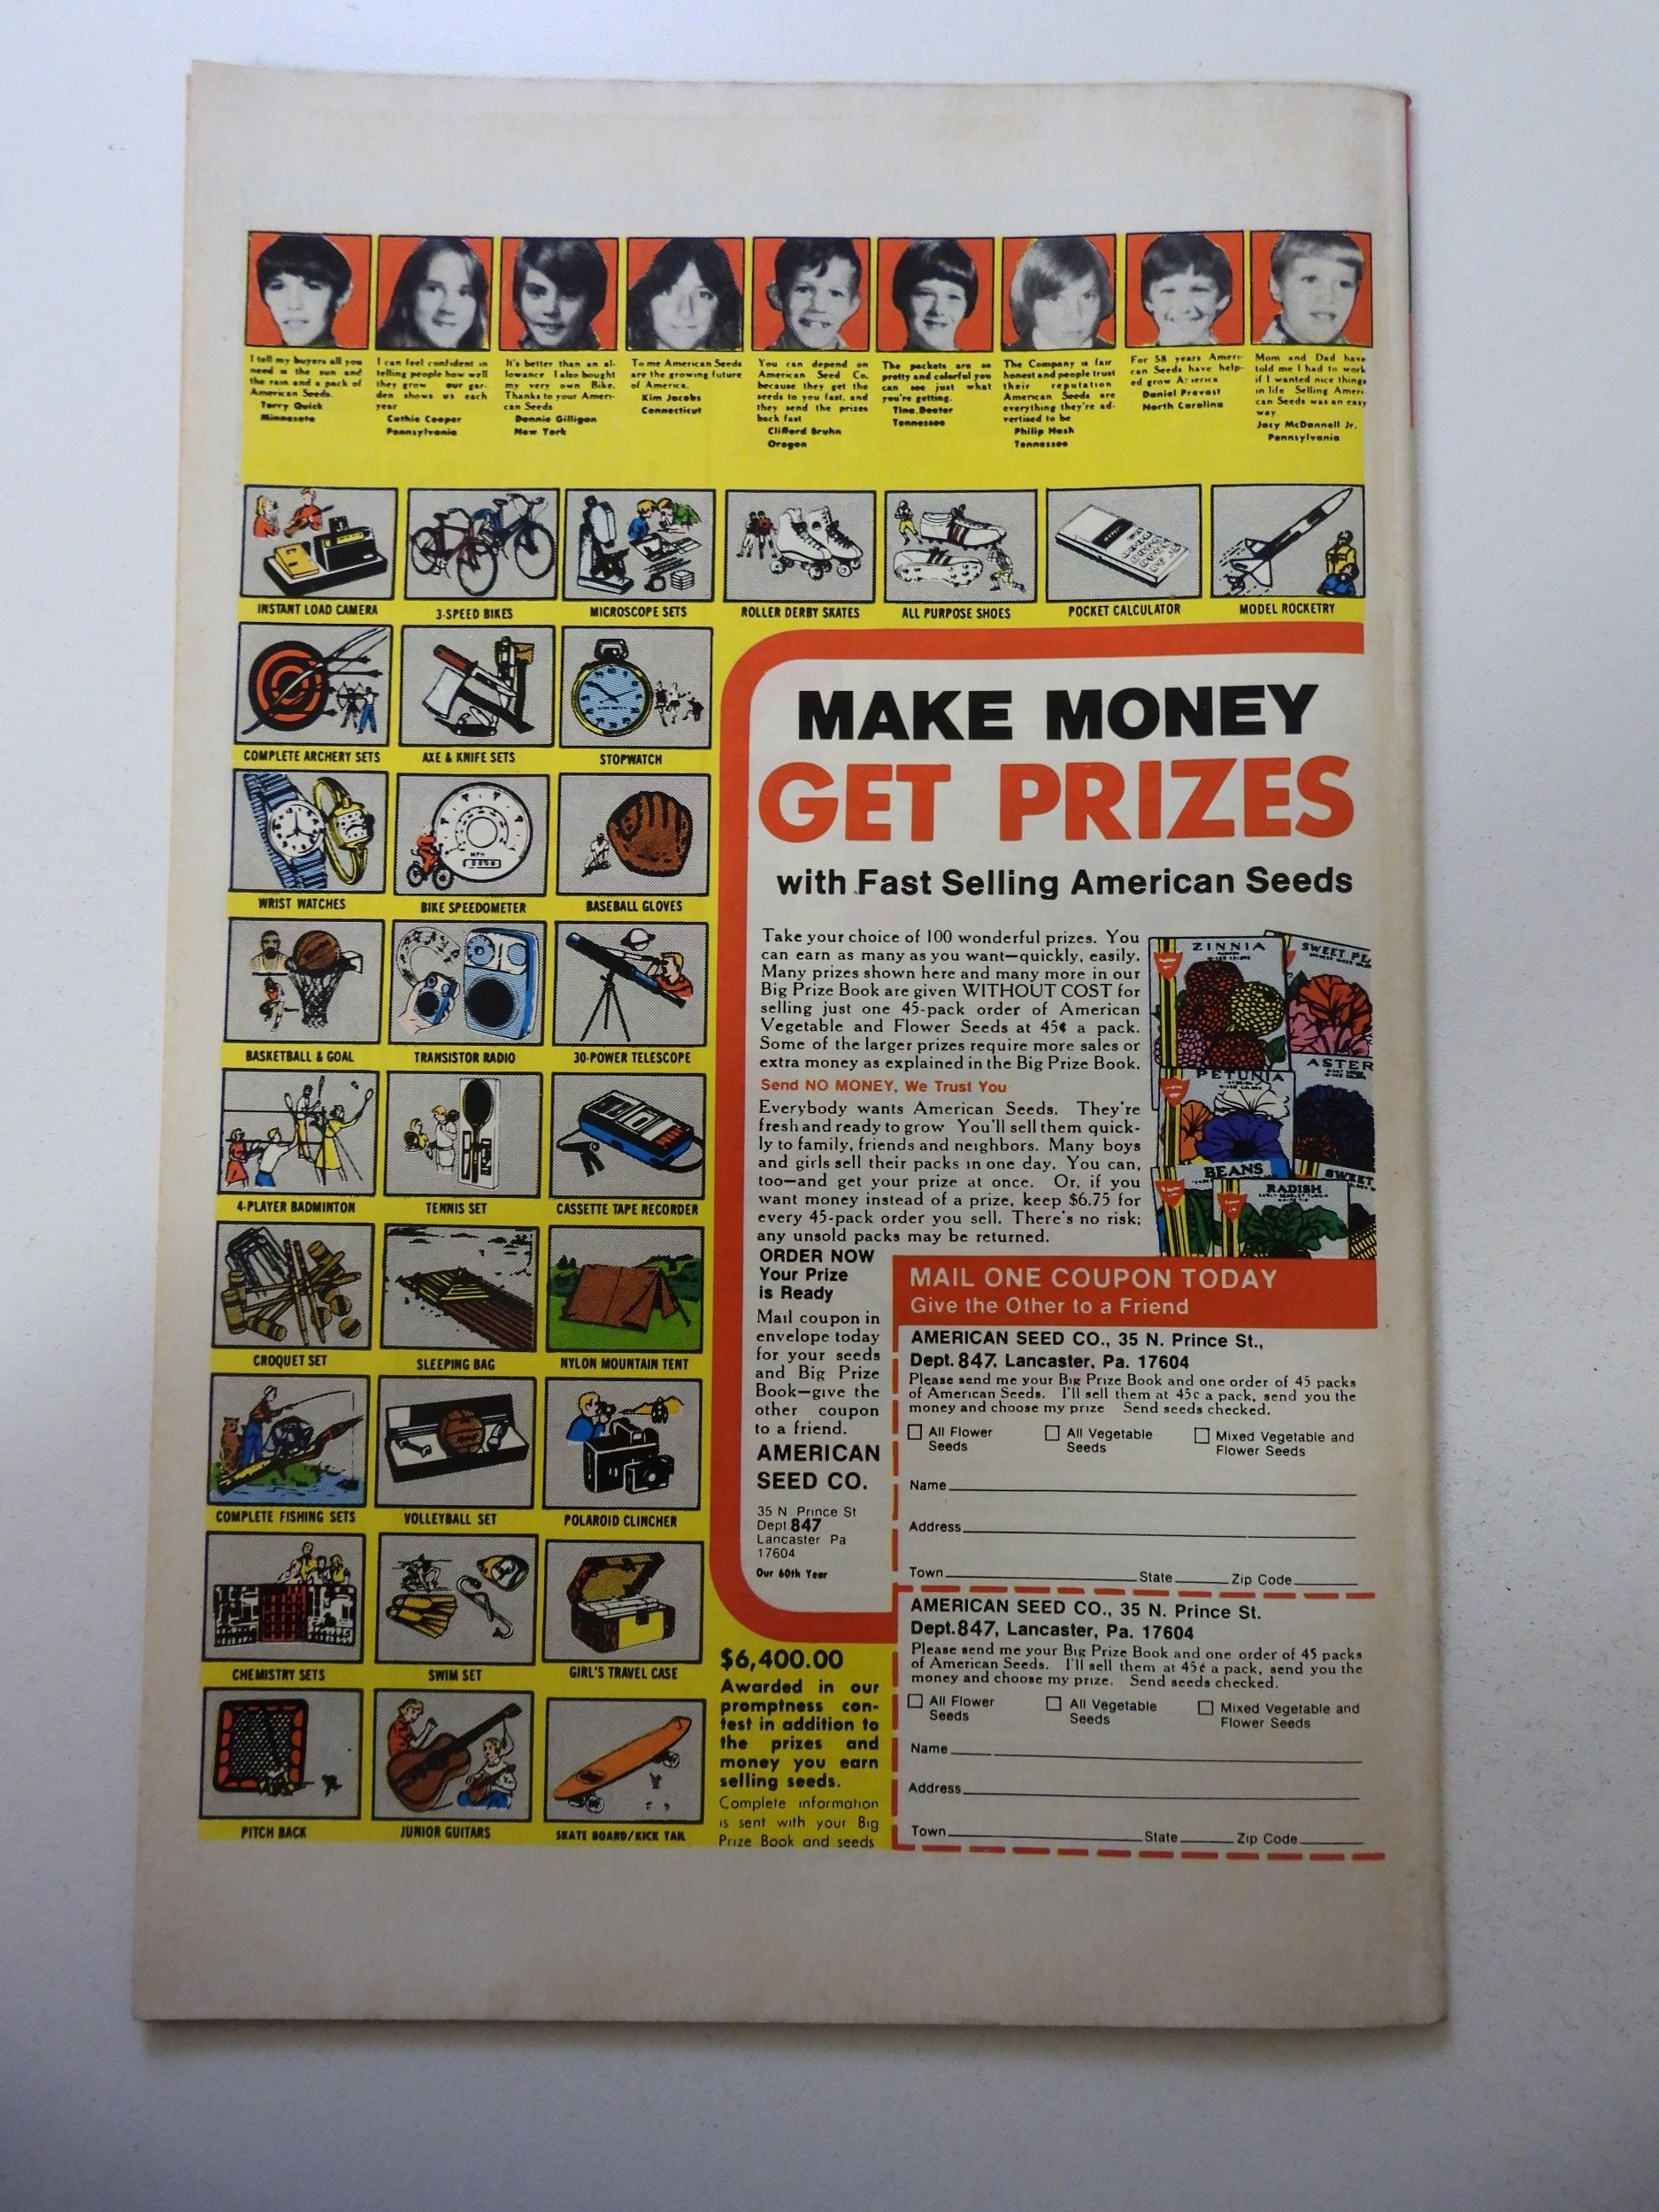 I tell my buyers all you
need is the sun and
the rain and a pack of
American Seeds.
Terry Quick
Minnesota
I can feel confident in
telling people how well
they grow our gar-
den shows us each
year
Cathie Cooper
Pennsylvania
It's better than an al-
lowance I also bought
my very own Bike.
Thanks to your Ameri-
can Seeds
Donnie Gilligan
New York
To me American Seeds
are the growing future
of America.
Kim Jacobs
Connecticut
You can depend on
American Seed Co.
because they get the
seeds to you fast, and
they send the prizes
back fast
Clifford Bruhn
Oregon
The packets are so
pretty and colorful you
can see just what
you're getting.
Tina Deeter
Tennessee
The Company is fair
honest and people trust
their reputation
American Seeds are
everything they're ad-
vertised to be
Philip Nash
Tennessee
For 58 years Ameri-
can Seeds have help-
ed grow America
Daniel Prevost
North Carolina
Mom and Dad have
told me I had to work
if I wanted nice things
in life Selling Ameri-
can Seeds was an easy
way.
Jacy McDonnell Jr.
Pennsylvania
INSTANT LOAD CAMERA
3-SPEED BIKES
MICROSCOPE SETS
ROLLER DERBY SKATES
ALL PURPOSE SHOES
POCKET CALCULATOR
MODEL ROCKETRY
COMPLETE ARCHERY SETS
AXE & KNIFE SETS
STOPWATCH
WRIST WATCHES
MPH
BIKE SPEEDOMETER
BASEBALL GLOVES
BASKETBALL & GOAL
TRANSISTOR RADIO
30-POWER TELESCOPE
4-PLAYER BADMINTON
TENNIS SET
CASSETTE TAPE RECORDER
CROQUET SET
SLEEPING BAG
NYLON MOUNTAIN TENT
COMPLETE FISHING SETS
VOLLEYBALL SET
POLAROID CLINCHER
CHEMISTRY SETS
SWIM SET
GIRL'S TRAVEL CASE
PITCH BACK
JUNIOR GUITARS
SKATE BOARD/KICK TAIL
MAKE MONEY
GET PRIZES
with Fast Selling American Seeds
Take your choice of 100 wonderful prizes. You
can earn as many as you want—quickly, easily.
Many prizes shown here and many more in our
Big Prize Book are given WITHOUT COST for
selling just one 45-pack order of American
Vegetable and Flower Seeds at 45¢ a pack.
Some of the larger prizes require more sales or
extra money as explained in the Big Prize Book.
Send NO MONEY, We Trust You
Everybody wants American Seeds. They're
fresh and ready to grow You'll sell them quick-
ly to family, friends and neighbors. Many boys
and girls sell their packs in one day. You can,
too—and get your prize at once. Or, if you
want money instead of a prize, keep $6.75 for
every 45-pack order you sell. There's no risk;
any unsold packs may be returned.
ZINNIA
SWEET PE
ASTER
PETUNIA
BEANS
SWEET
RADISH
ORDER NOW
Your Prize
is Ready
Mail coupon in
envelope today
for your seeds
and Big Prize
Book—give the
other coupon
to a friend.
AMERICAN
SEED CO.
35 N Prince St
Dept 847
Lancaster Pa
17604
Our 60th Year
$6,400.00
Awarded in our
promptness con-
test in addition to
the prizes and
money you earn
selling seeds.
Complete information
is sent with your Big
Prize Book and seeds
MAIL ONE COUPON TODAY
Give the Other to a Friend
AMERICAN SEED CO., 35 N. Prince St.,
Dept. 847, Lancaster, Pa. 17604
Please send me your Big Prize Book and one order of 45 packs
of American Seeds. I'll sell them at 45¢ a pack, send you the
money and choose my prize Send seeds checked.
All Flower
Seeds
All Vegetable
Seeds
Mixed Vegetable and
Flower Seeds
Name
Address
Town State Zip Code
AMERICAN SEED CO., 35 N. Prince St.
Dept. 847, Lancaster, Pa. 17604
Please send me your Big Prize Book and one order of 45 packs
of American Seeds. I'll sell them at 45¢ a pack, send you the
money and choose my prize. Send seeds checked.
All Flower
Seeds
All Vegetable
Seeds
Mixed Vegetable and
Flower Seeds
Name
Address
Town State Zip Code